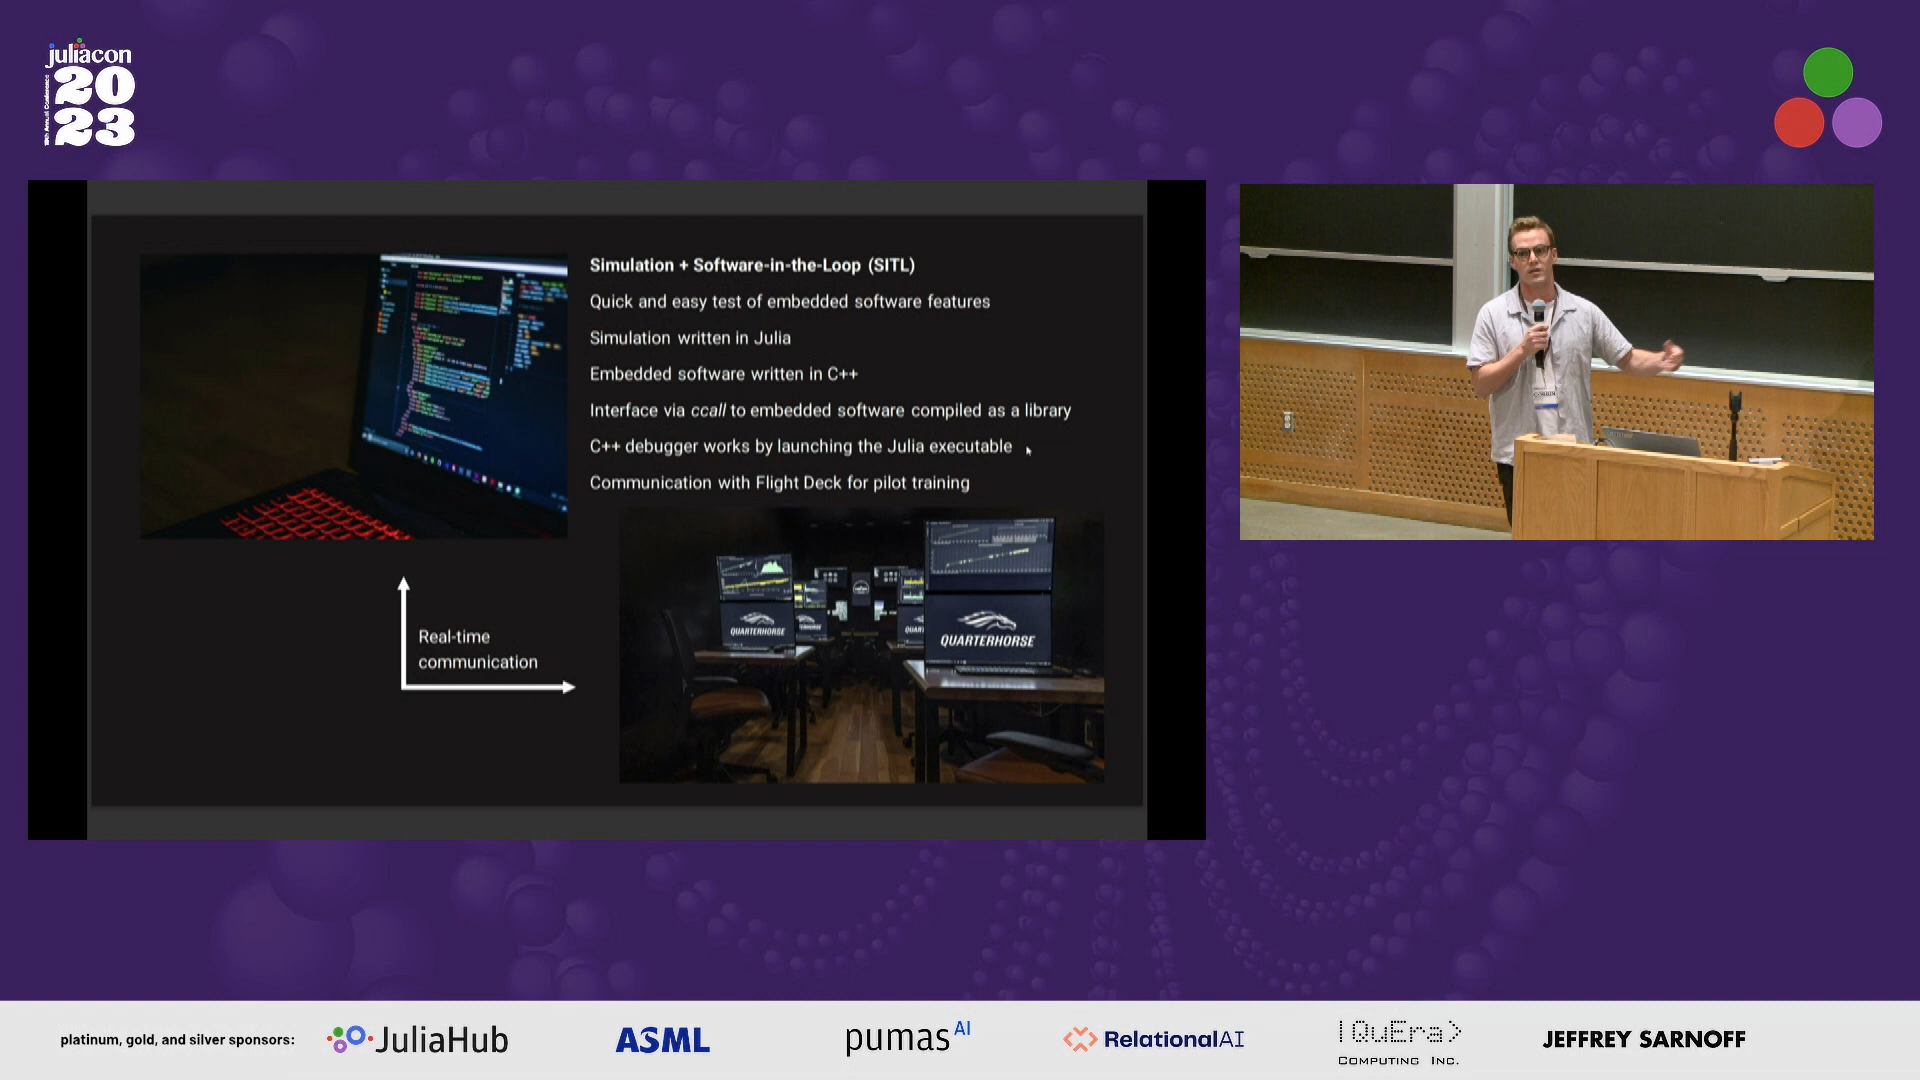 juliacon
20
23
Simulation + Software-in-the-Loop (SITL)
Quick and easy test of embedded software features
Simulation written in Julia
Embedded software written in C++
Interface via ccall to embedded software compiled as a library
C++ debugger works by launching the Julia executable
Communication with Flight Deck for pilot training
Real-time
communication
QUARTERHORSE
QUARTERHORSE
platinum, gold, and silver sponsors:
JuliaHub
ASML
pumasAI
RelationalAI
|QuEra>
COMPUTING INC.
JEFFREY SARNOFF